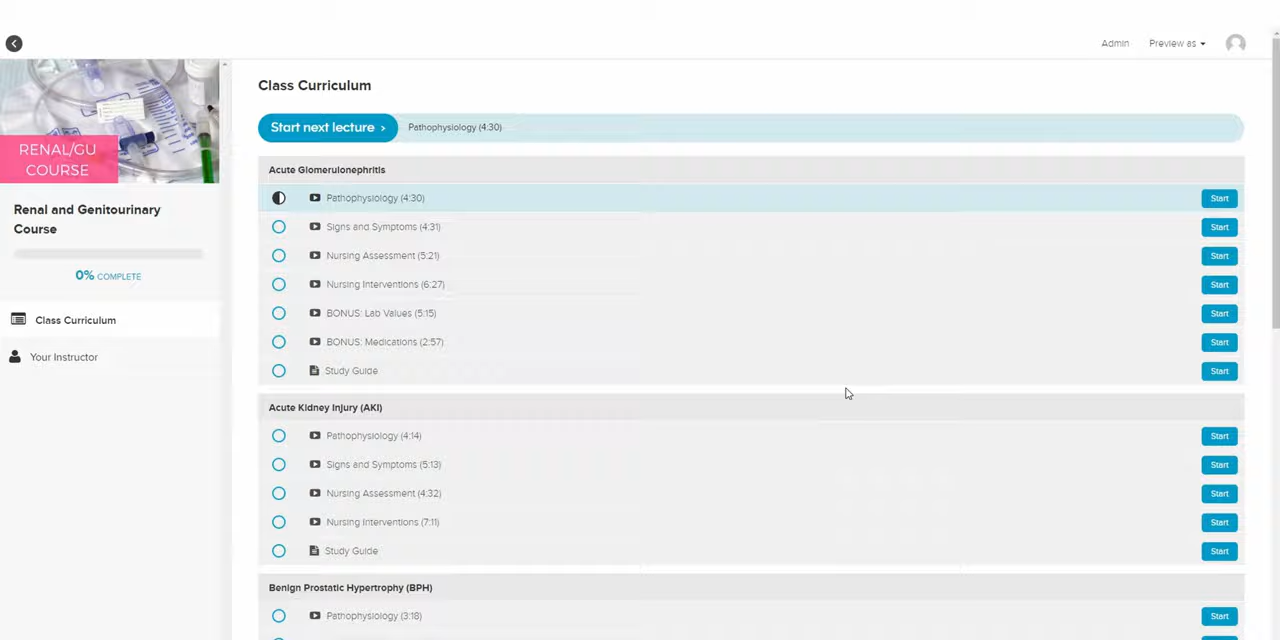 Admin
Preview as
RENAL/GU
COURSE
Renal and Genitourinary
Course
0% COMPLETE
Class Curriculum
Your Instructor
Class Curriculum
Start next lecture >
Pathophysiology (4:30)
Acute Glomerulonephritis
Pathophysiology (4:30) Start
Signs and Symptoms (4:31) Start
Nursing Assessment (5:21) Start
Nursing Interventions (6:27) Start
BONUS: Lab Values (5:15) Start
BONUS: Medications (2:57) Start
Study Guide Start
Acute Kidney Injury (AKI)
Pathophysiology (4:14) Start
Signs and Symptoms (5:13) Start
Nursing Assessment (4:32) Start
Nursing Interventions (7:11) Start
Study Guide Start
Benign Prostatic Hypertrophy (BPH)
Pathophysiology (3:18) Start